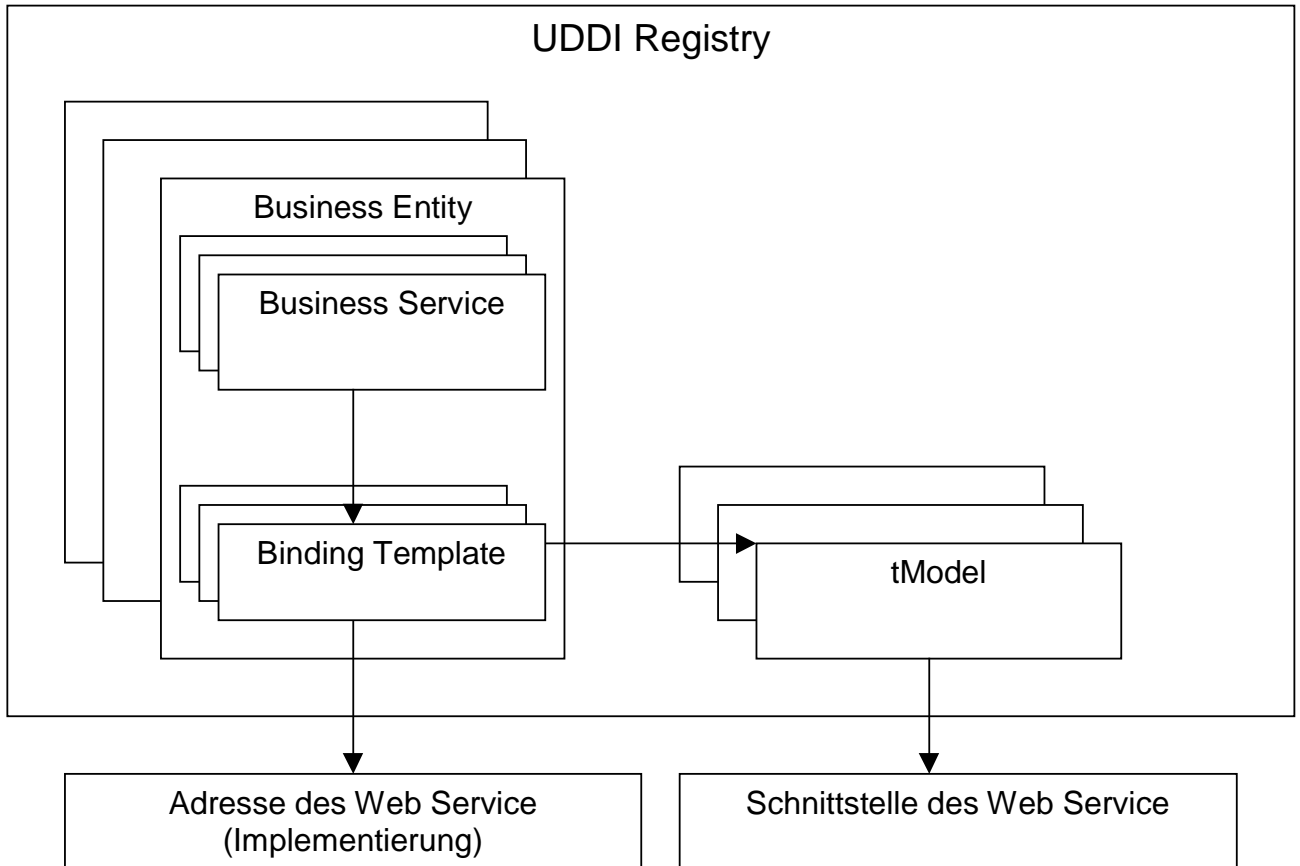 UDDI Registry
Business Entity
Business Service
Binding Template
tModel
Adresse des Web Service
(Implementierung)
Schnittstelle des Web Service